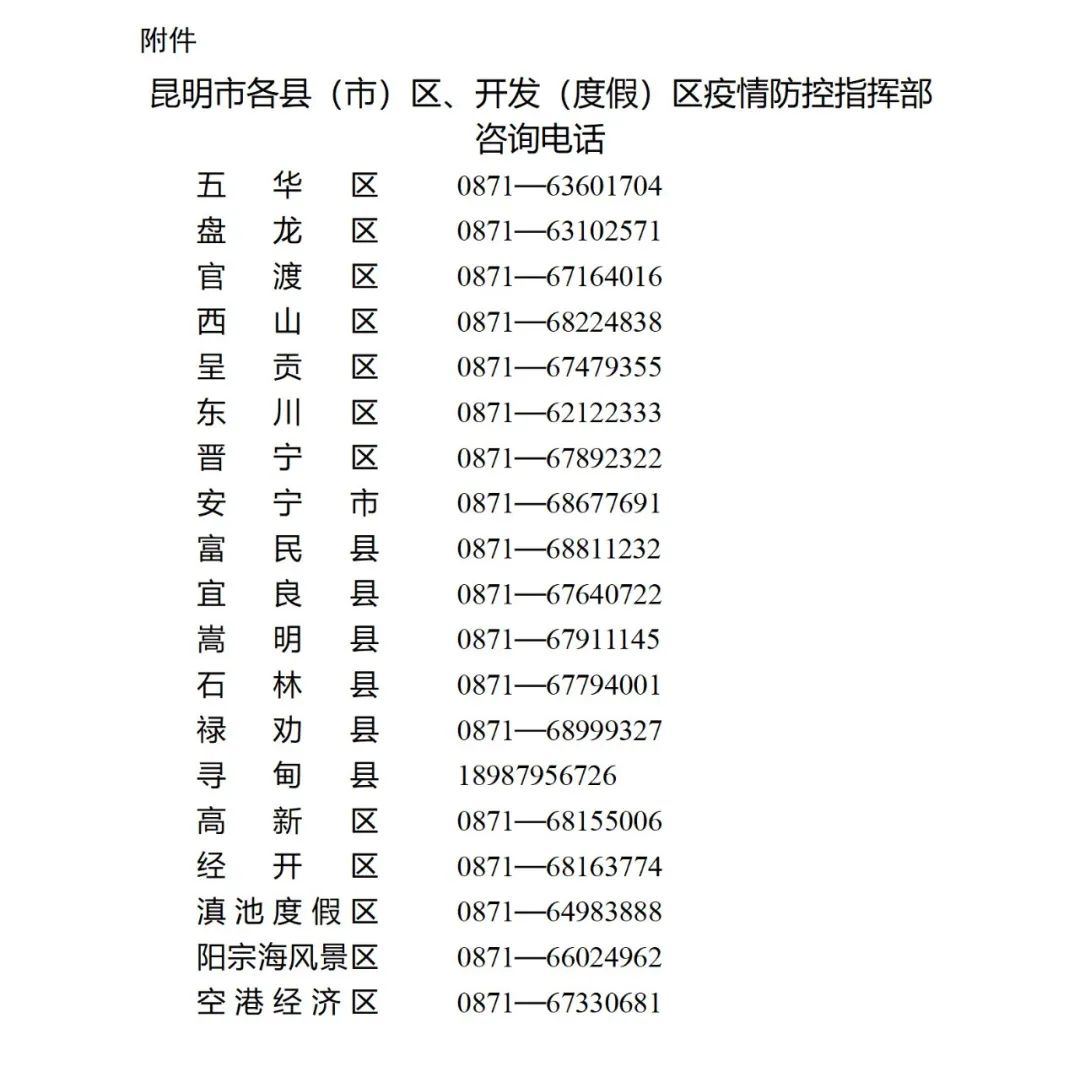 附件
昆明市各县（市）区、开发（度假）区疫情防控指挥部
咨询电话
五华区 0871—63601704
盘龙区 0871—63102571
官渡区 0871—67164016
西山区 0871—68224838
呈贡区 0871—67479355
东川区 0871—62122333
晋宁区 0871—67892322
安宁市 0871—68677691
富民县 0871—68811232
宜良县 0871—67640722
嵩明县 0871—67911145
石林县 0871—67794001
禄劝县 0871—68999327
寻甸县 18987956726
高新区 0871—68155006
经开区 0871—68163774
滇池度假区 0871—64983888
阳宗海风景区 0871—66024962
空港经济区 0871—67330681